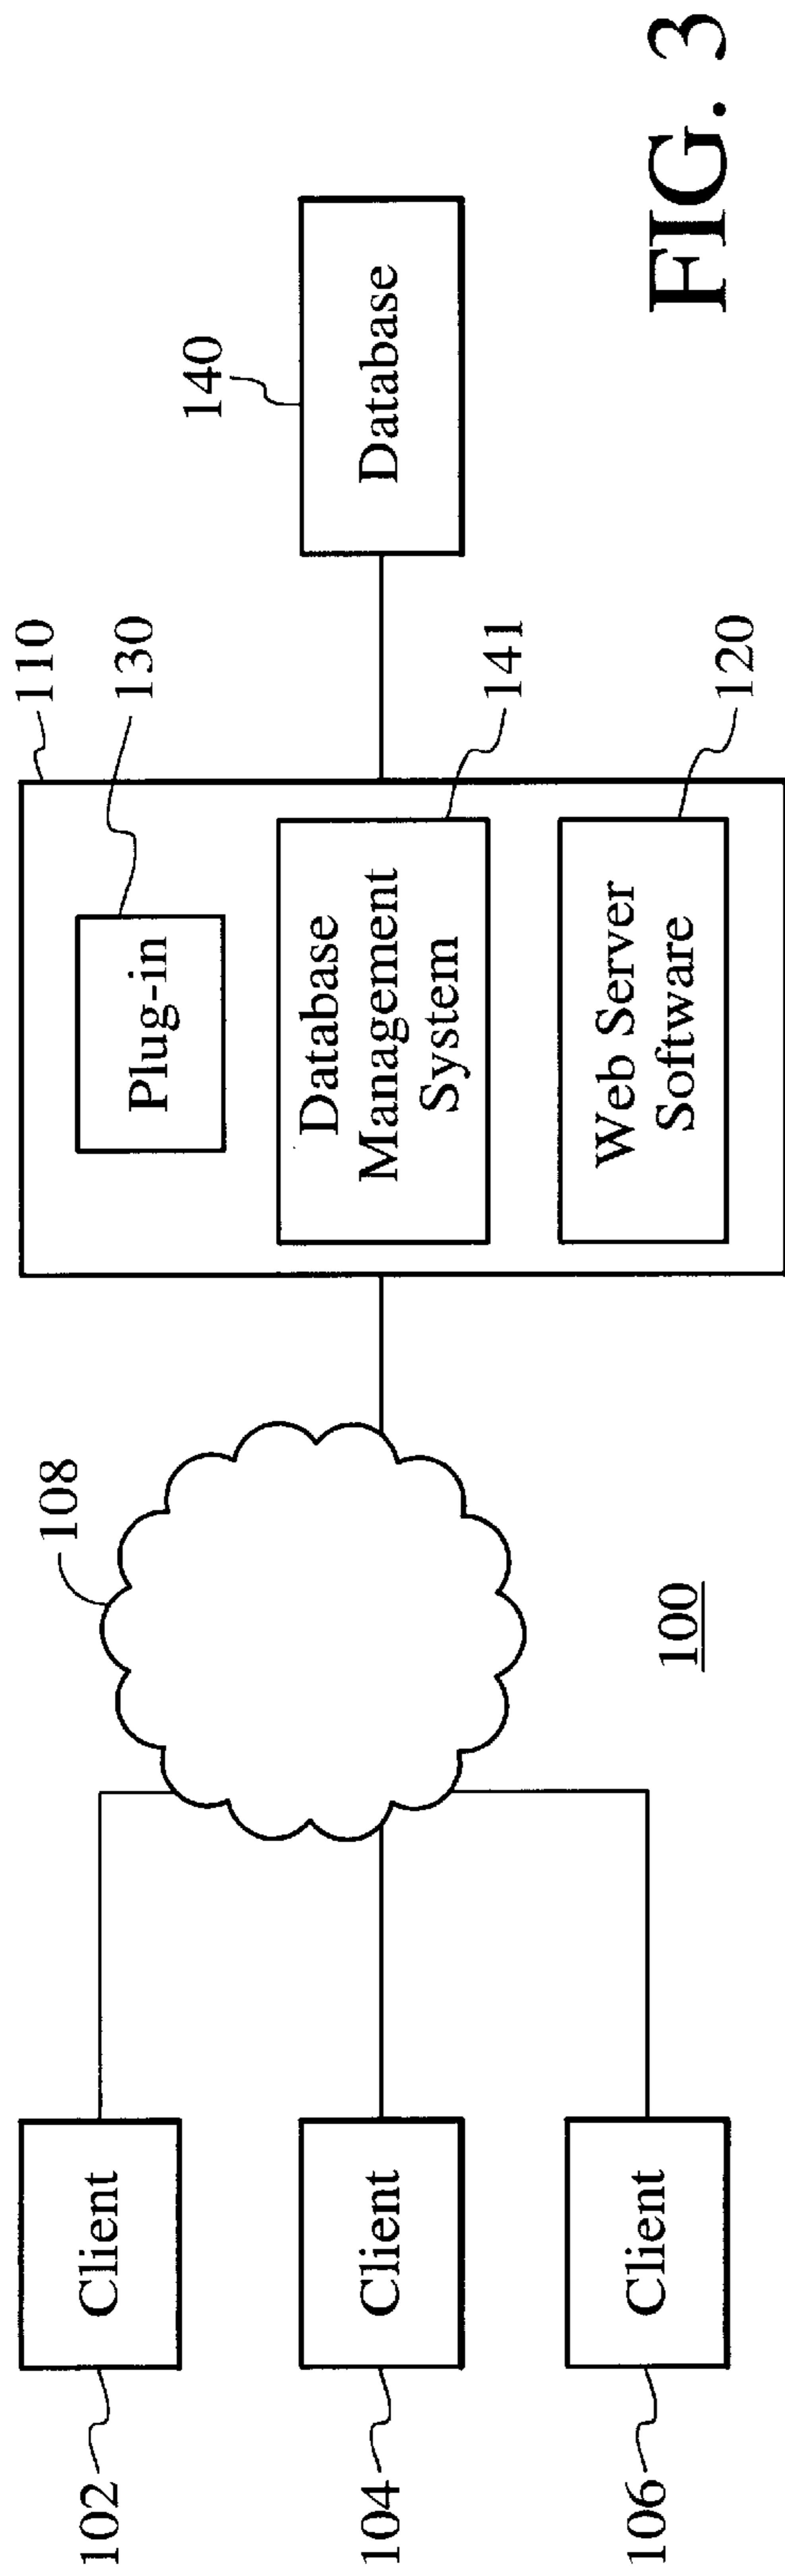 102
Client
104
Client
106
Client
108
100
110
130
Plug-in
Database
Management
System
141
Web Server
Software
120
140
Database
FIG. 3